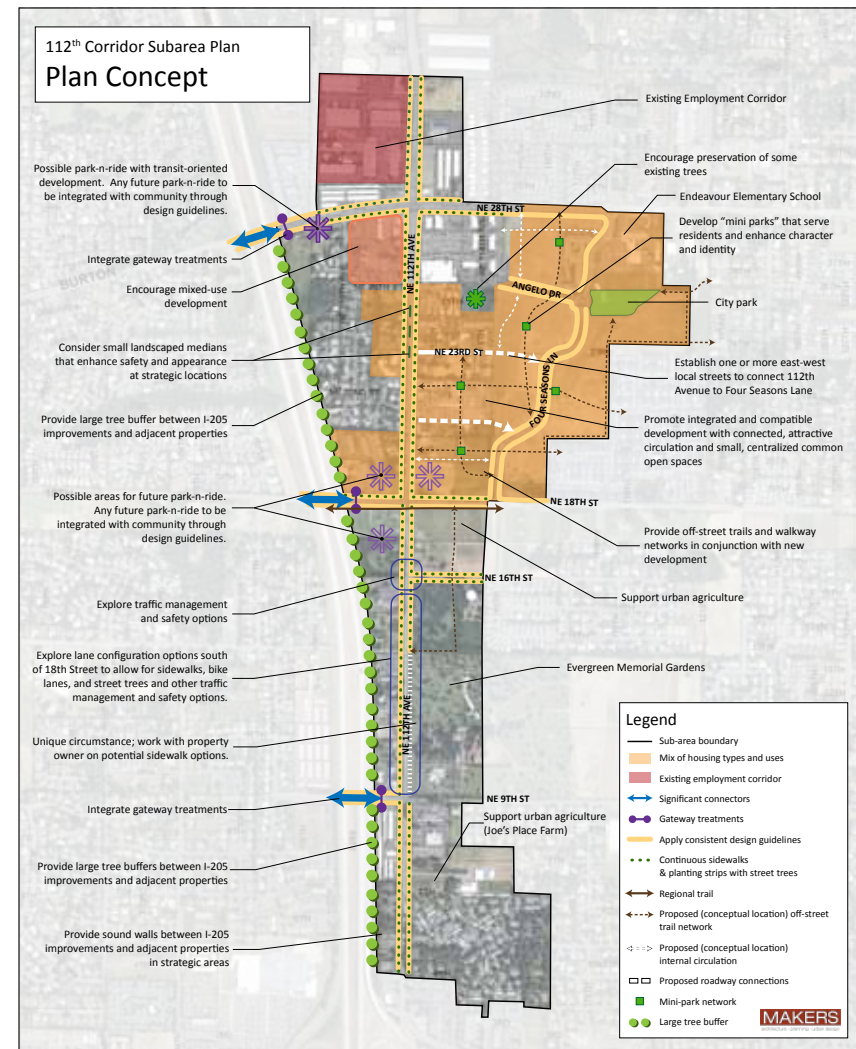 112th Corridor Subarea Plan
Plan Concept
Existing Employment Corridor
Encourage preservation of some
existing trees
Endeavour Elementary School
Develop “mini parks” that serve
residents and enhance character
and identity
City park
Establish one or more east-west
local streets to connect 112th
Avenue to Four Seasons Lane
Promote integrated and compatible
development with connected, attractive
circulation and small, centralized common
open spaces
Provide off-street trails and walkway
networks in conjunction with new
development
Support urban agriculture
Evergreen Memorial Gardens
Support urban agriculture
(Joe's Place Farm)
Possible park-n-ride with transit-oriented
development. Any future park-n-ride to
be integrated with community through
design guidelines.
Integrate gateway treatments
Encourage mixed-use
development
Consider small landscaped medians
that enhance safety and appearance
at strategic locations
Provide large tree buffer between I-205
improvements and adjacent properties
Possible areas for future park-n-ride.
Any future park-n-ride to be
integrated with community through
design guidelines.
Explore traffic management
and safety options
Explore lane configuration options south
of 18th Street to allow for sidewalks, bike
lanes, and street trees and other traffic
management and safety options.
Unique circumstance; work with property
owner on potential sidewalk options.
Integrate gateway treatments
Provide large tree buffers between I-205
improvements and adjacent properties
Provide sound walls between I-205
improvements and adjacent properties
in strategic areas
NE 28TH ST
NE 112TH AVE
ANGELO DR
NE 23RD ST
FOUR SEASONS LN
NE 18TH ST
NE 16TH ST
NE 112TH AVE
NE 9TH ST
Legend
Sub-area boundary
Mix of housing types and uses
Existing employment corridor
Significant connectors
Gateway treatments
Apply consistent design guidelines
Continuous sidewalks
& planting strips with street trees
Regional trail
Proposed (conceptual location) off-street
trail network
Proposed (conceptual location)
internal circulation
Proposed roadway connections
Mini-park network
Large tree buffer
MAKERS
architecture · planning · urban design